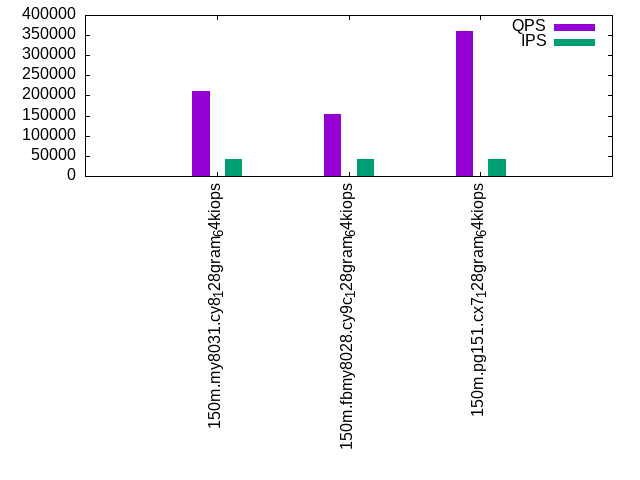 400000
350000
300000
250000
200000
150000
100000
50000
0
QPS
IPS
150m.my8031.cy8₁28gram₆4kiops
150m.fbmy8028.cy9c₁28gram₆4kiops
150m.pg151.cx7₁28gram₆4kiops